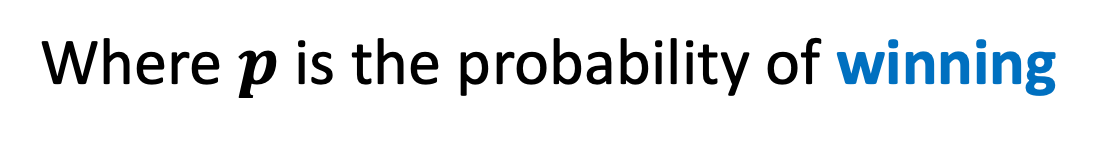 Where p is the probability of winning